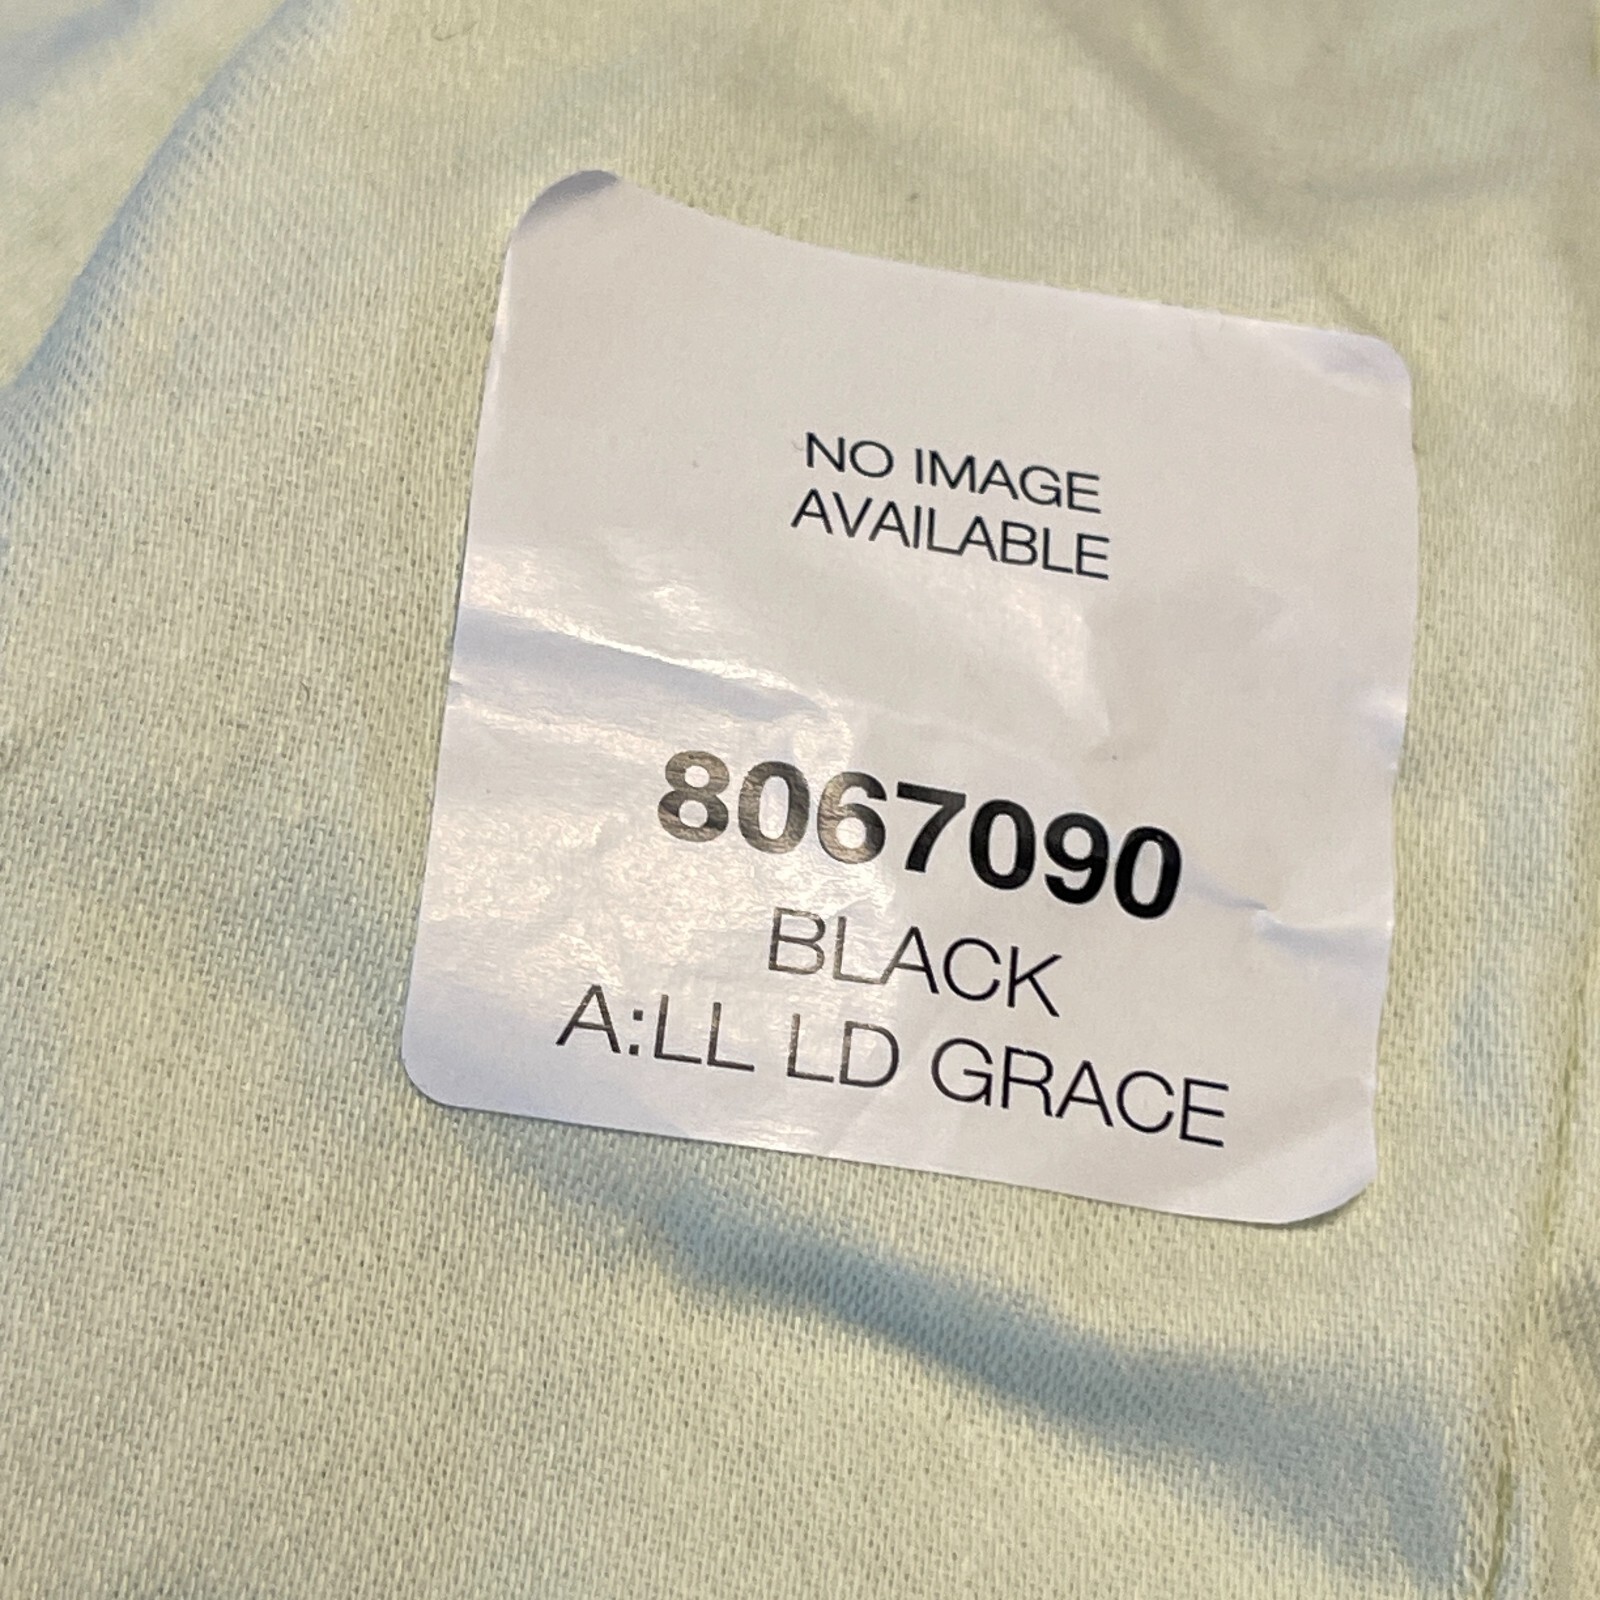 NO IMAGE
AVAILABLE
8067090
BLACK
A:LL LD GRACE